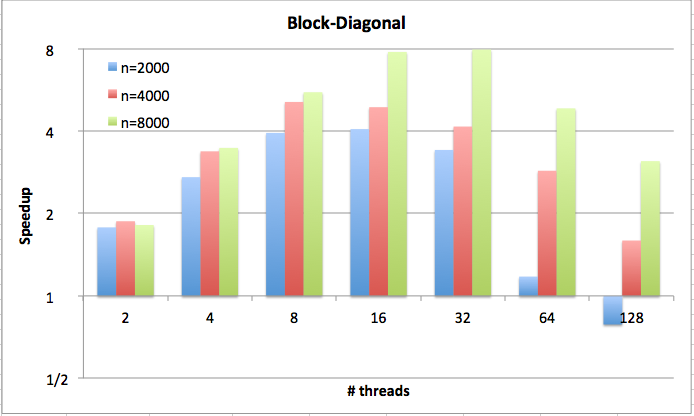 Block-Diagonal
8
n=2000
n=4000
n=8000
4
2
1
1/2
Speedup
2 4 8 16 32 64 128
# threads